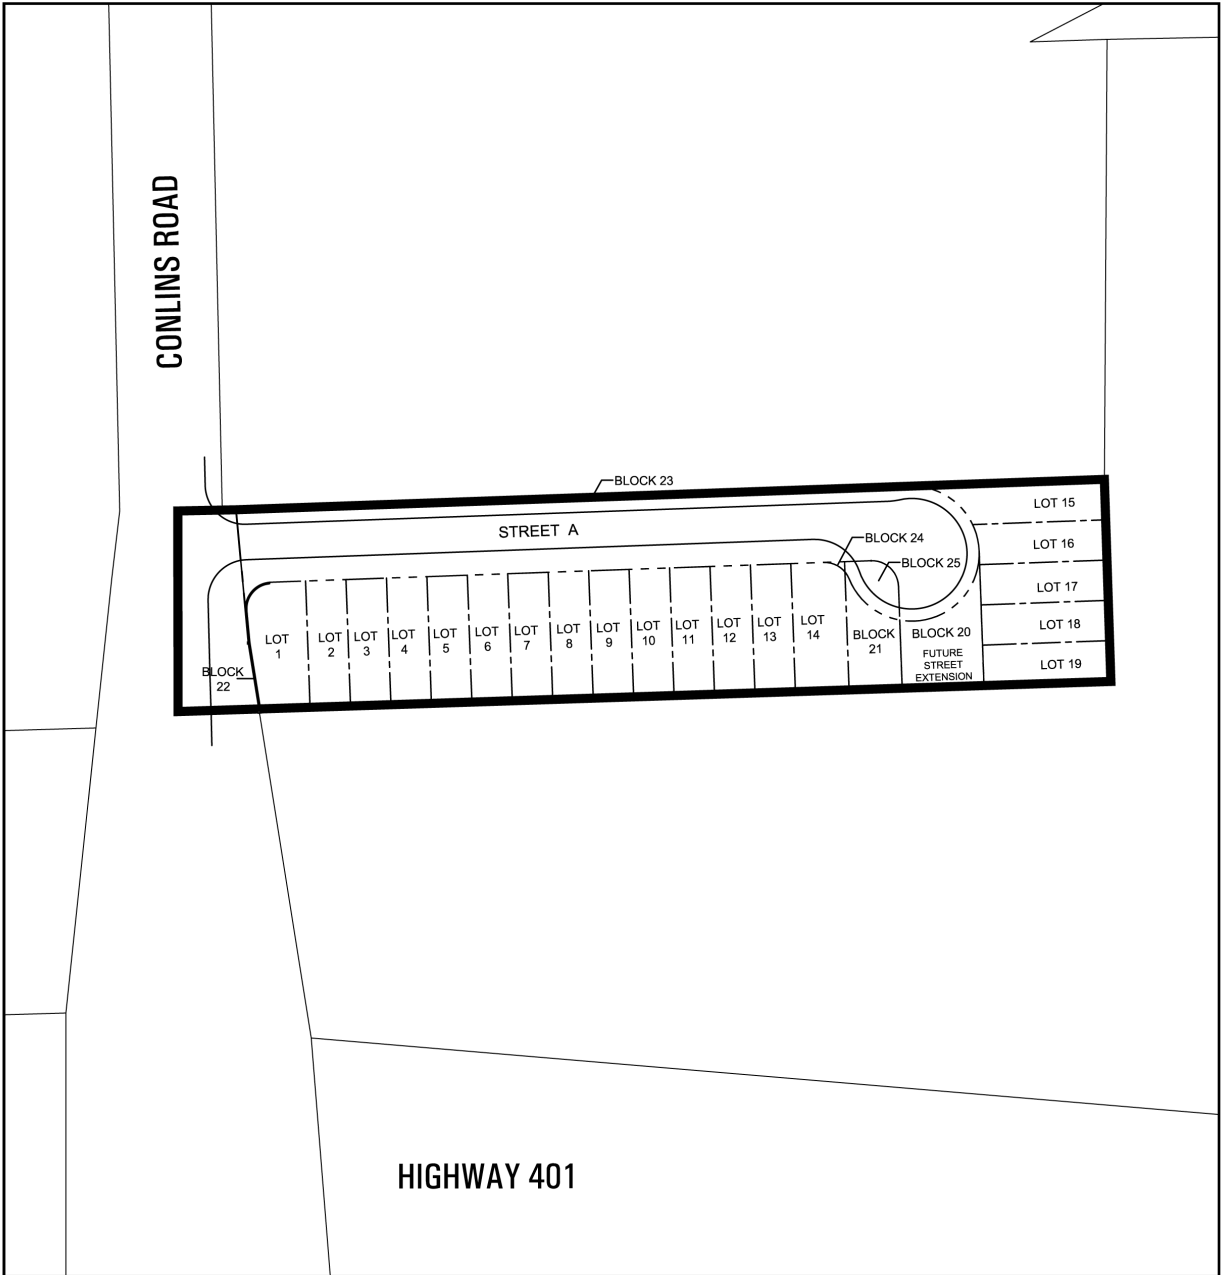 CONLINS ROAD
BLOCK 23
STREET A
LOT 15
LOT 16
LOT 17
LOT 18
LOT 19
BLOCK 24
BLOCK 25
LOT
1
LOT
2
LOT
3
LOT
4
LOT
5
LOT
6
LOT
7
LOT
8
LOT
9
LOT
10
LOT
11
LOT
12
LOT
13
LOT
14
BLOCK
21
BLOCK 20
FUTURE
STREET
EXTENSION
BLOCK
22
HIGHWAY 401